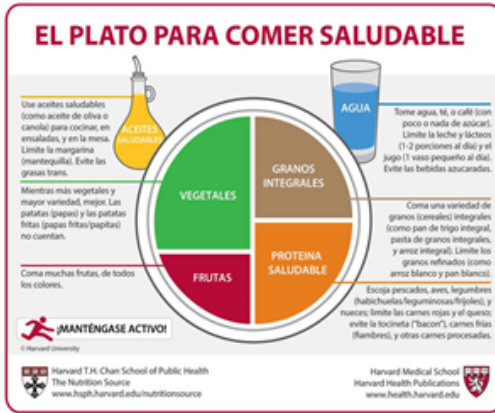 EL PLATO PARA COMER SALUDABLE
Use aceites saludables
(como aceite de oliva o
canola) para cocinar, en
ensaladas, y en la mesa.
Limite la margarina
(mantequilla). Evite las
grasas trans.
ACEITES
SALUDABLES
AGUA
Tome agua, té, o café (con
poco o nada de azúcar).
Limite la leche y lácteos
(1-2 porciones al día) y el
jugo (1 vaso pequeño al día).
Evite las bebidas azucaradas.
Mientras más vegetales y
mayor variedad, mejor. Las
patatas (papas) y las patatas
fritas (papas fritas/papitas)
no cuentan.
VEGETALES
GRANOS
INTEGRALES
Coma una variedad de
granos (cereales) integrales
(como pan de trigo integral,
pasta de granos integrales,
y arroz integral). Limite los
granos refinados (como
arroz blanco y pan blanco).
Coma muchas frutas, de todos
los colores.
FRUTAS
PROTEINA
SALUDABLE
Escoja pescados, aves, legumbres
(habichuelas/leguminosas/frijoles), y
nueces; limite las carnes rojas y el queso;
evite la tocineta ("bacon"), carnes frías
(fiambres), y otras carnes procesadas.
¡MANTÉNGASE ACTIVO!
© Harvard University
Harvard T.H. Chan School of Public Health
The Nutrition Source
www.hsph.harvard.edu/nutritionsource
Harvard Medical School
Harvard Health Publications
www.health.harvard.edu